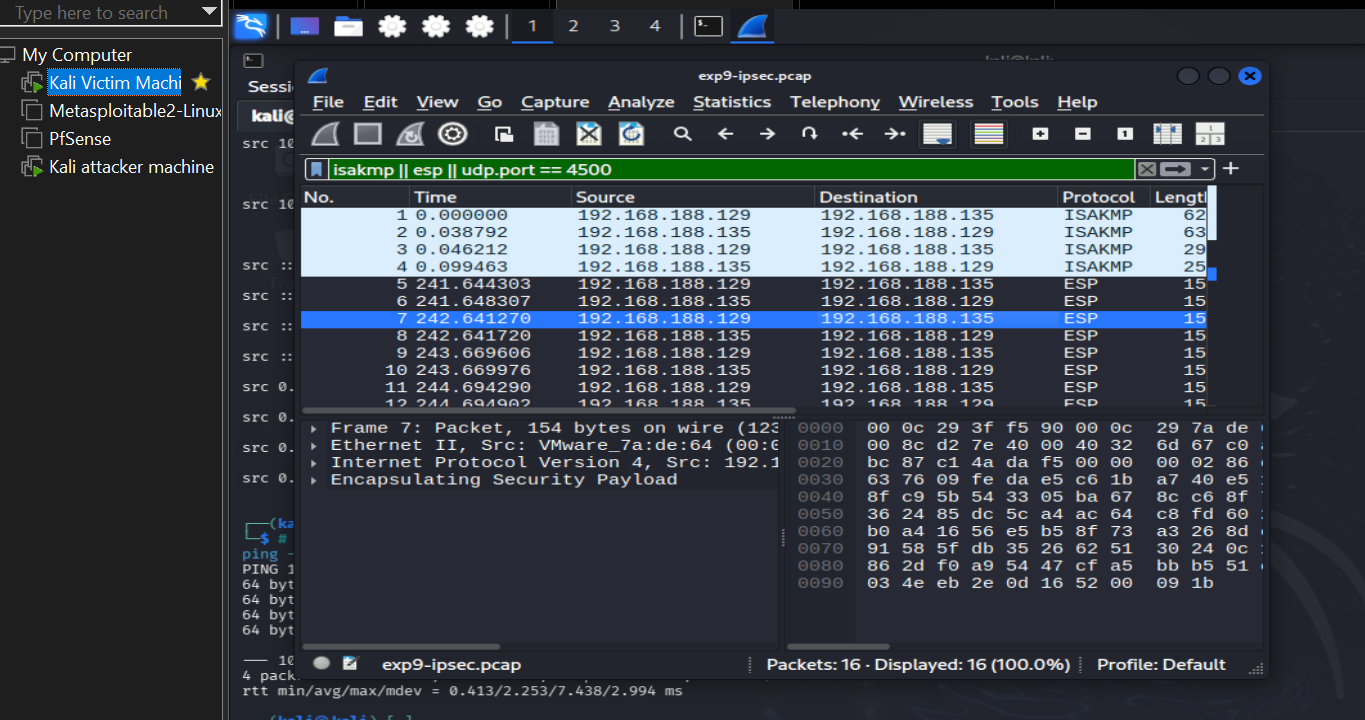 Type here to search
My Computer
Kali Victim Machi
Metasploitable2-Linux
PfSense
Kali attacker machine
1 2 3 4
Sessi
kali@
exp9-ipsec.pcap
File Edit View Go Capture Analyze Statistics Telephony Wireless Tools Help
isakmp || esp || udp.port == 4500
No. Time Source Destination Protocol Lengtl
1 0.000000 192.168.188.129 192.168.188.135 ISAKMP 62
2 0.038792 192.168.188.135 192.168.188.129 ISAKMP 63
3 0.046212 192.168.188.129 192.168.188.135 ISAKMP 29
4 0.099463 192.168.188.135 192.168.188.129 ISAKMP 25
5 241.644303 192.168.188.129 192.168.188.135 ESP 15
6 241.648307 192.168.188.135 192.168.188.129 ESP 15
7 242.641270 192.168.188.129 192.168.188.135 ESP 15
8 242.641720 192.168.188.135 192.168.188.129 ESP 15
9 243.669606 192.168.188.129 192.168.188.135 ESP 15
10 243.669976 192.168.188.135 192.168.188.129 ESP 15
11 244.694290 192.168.188.129 192.168.188.135 ESP 15
12 244.694902 192.168.188.135 192.168.188.129 ESP 15
Frame 7: Packet, 154 bytes on wire (123
Ethernet II, Src: VMware_7a:de:64 (00:0
Internet Protocol Version 4, Src: 192.1
Encapsulating Security Payload
0000 00 0c 29 3f f5 90 00 0c 29 7a de
0010 00 8c d2 7e 40 00 40 32 6d 67 c0
0020 bc 87 c1 4a da f5 00 00 00 02 86
0030 63 76 09 fe da e5 c6 1b a7 40 e5
0040 8f c9 5b 54 33 05 ba 67 8c c6 8f
0050 36 24 85 dc 5c a4 ac 64 c8 fd 60
0060 b0 a4 16 56 e5 b5 8f 73 a3 26 8d
0070 91 58 5f db 35 26 62 51 30 24 0c
0080 86 2d f0 a9 54 47 cf a5 bb b5 51
0090 03 4e eb 2e 0d 16 52 00 09 1b
exp9-ipsec.pcap
Packets: 16 · Displayed: 16 (100.0%)
Profile: Default
src 10
src 10
src ::
src ::
src ::
src ::
src 0.
src 0.
src 0.
src 0.
(ka
$ #
ping -
PING 1
64 byt
64 byt
64 byt
64 byt
--- 10
4 pack
rtt min/avg/max/mdev = 0.413/2.253/7.438/2.994 ms